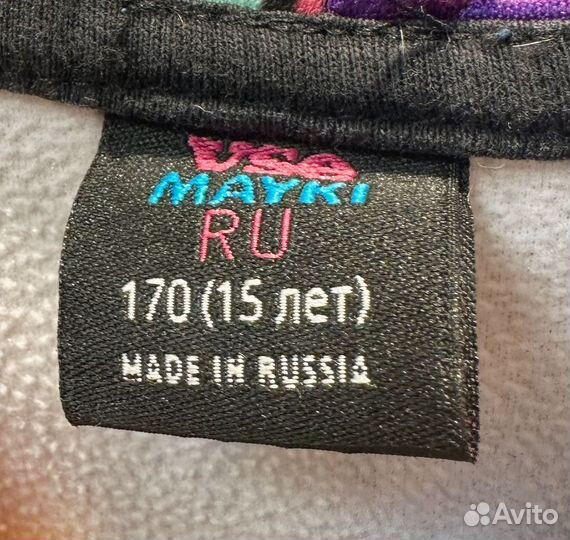 Vse
MAYKI
RU
170 (15 лет)
MADE IN RUSSIA
Avito